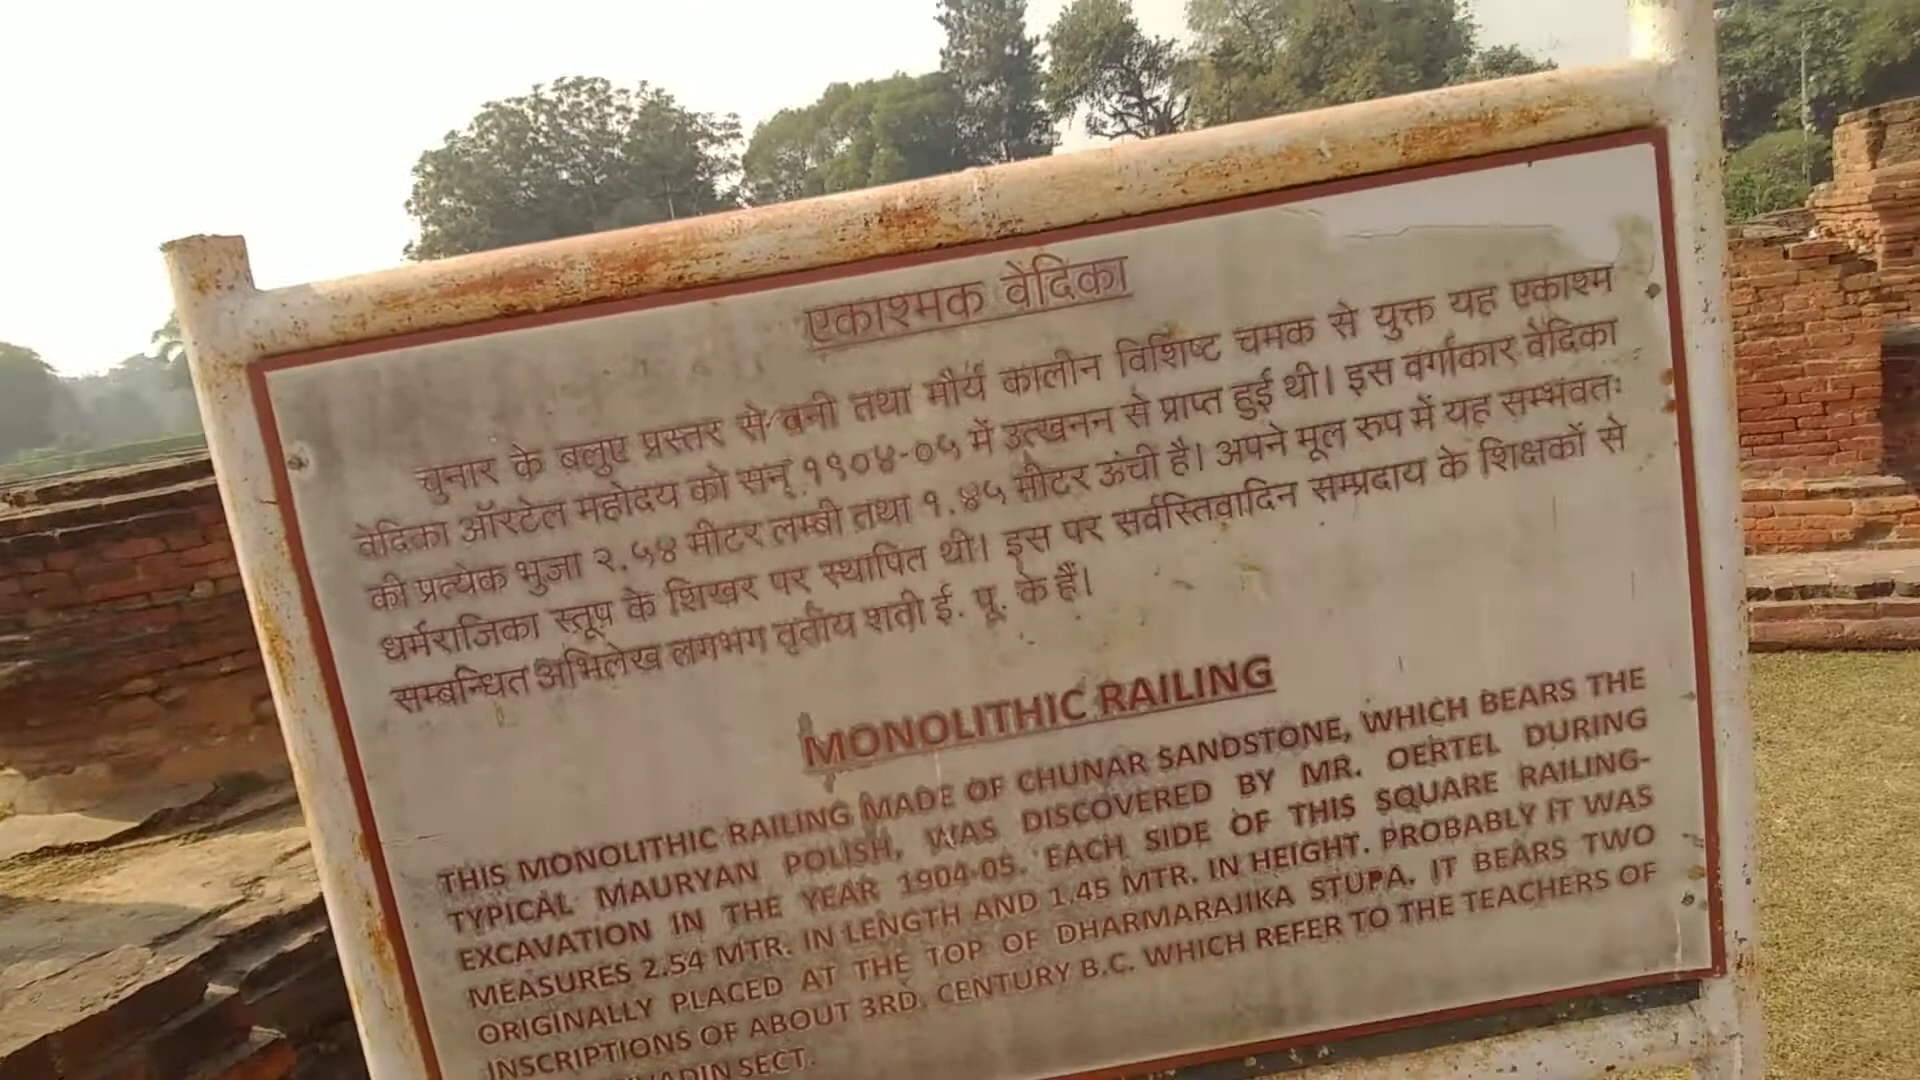 एकाश्मक वेदिका
चुनार के बलुए प्रस्तर से बनी तथा मौर्य कालीन विशिष्ट चमक से युक्त यह एकाश्म
वेदिका ऑरटेल महोदय को सन् १९०४-०५ में उत्खनन से प्राप्त हुई थी। इस वर्गाकार वेदिका
की प्रत्येक भुजा २.५४ मीटर लम्बी तथा १.४५ मीटर ऊंची है। अपने मूल रुप में यह सम्भवतः
धर्मराजिका स्तूप के शिखर पर स्थापित थी। इस पर सर्वस्तिवादिन सम्प्रदाय के शिक्षकों से
सम्बन्धित अभिलेख लगभग तृतीय शती ई. पू. के हैं।
MONOLITHIC RAILING
THIS MONOLITHIC RAILING MADE OF CHUNAR SANDSTONE, WHICH BEARS THE
TYPICAL MAURYAN POLISH, WAS DISCOVERED BY MR. OERTEL DURING
EXCAVATION IN THE YEAR 1904-05. EACH SIDE OF THIS SQUARE RAILING-
MEASURES 2.54 MTR. IN LENGTH AND 1.45 MTR. IN HEIGHT. PROBABLY IT WAS
ORIGINALLY PLACED AT THE TOP OF DHARMARAJIKA STUPA. IT BEARS TWO
INSCRIPTIONS OF ABOUT 3RD. CENTURY B.C. WHICH REFER TO THE TEACHERS OF
SECT.